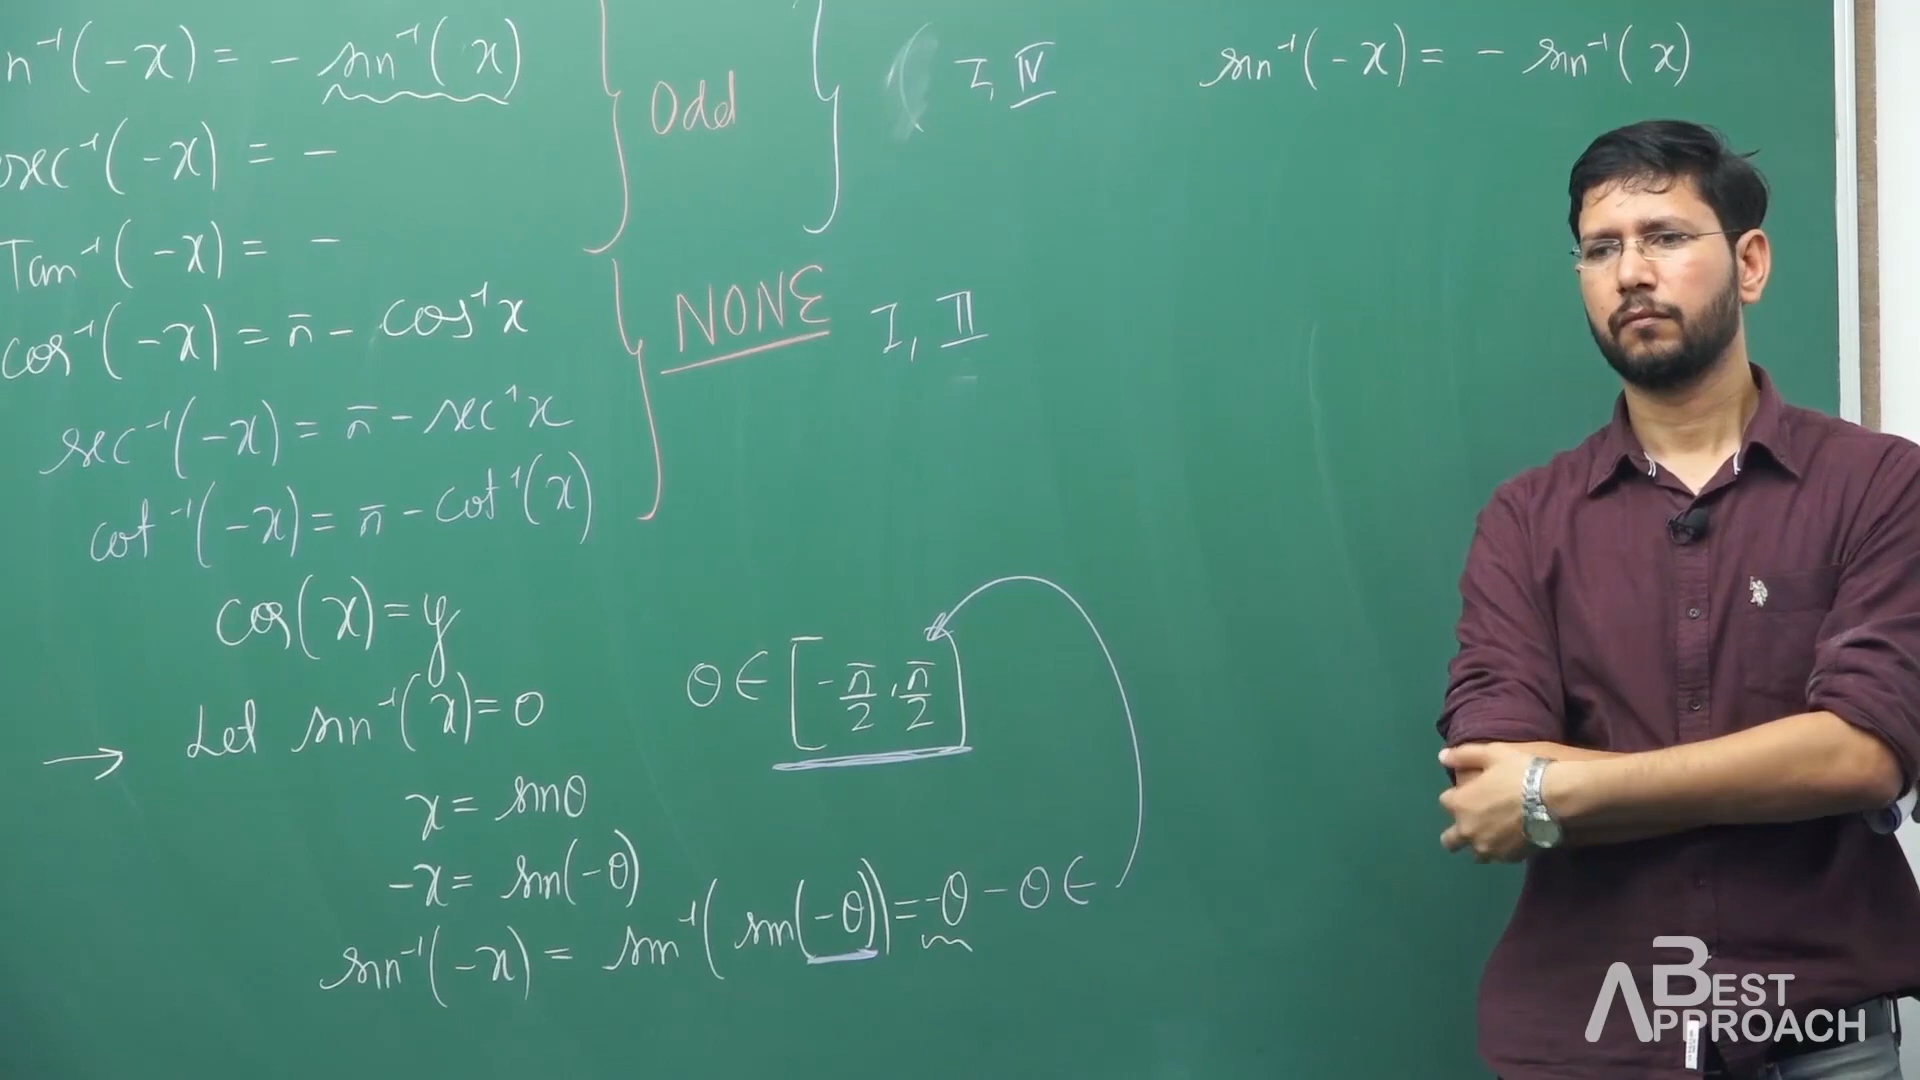 n⁻¹(-x) = - sin⁻¹(x)
osec⁻¹(-x) = -
Tan⁻¹(-x) = -
cos⁻¹(-x) = π - cos⁻¹x
sec⁻¹(-x) = π - sec⁻¹x
cot⁻¹(-x) = π - cot⁻¹(x)
Odd
I, IV
NONE
I, II
cos(x) = y
→ Let sin⁻¹(x) = θ
θ ∈ [-π/2, π/2]
x = sinθ
-x = sin(-θ)
sin⁻¹(-x) = sin⁻¹(sin(-θ)) = -θ
-θ ∈
sin⁻¹(-x) = - sin⁻¹(x)
A BEST
APPROACH